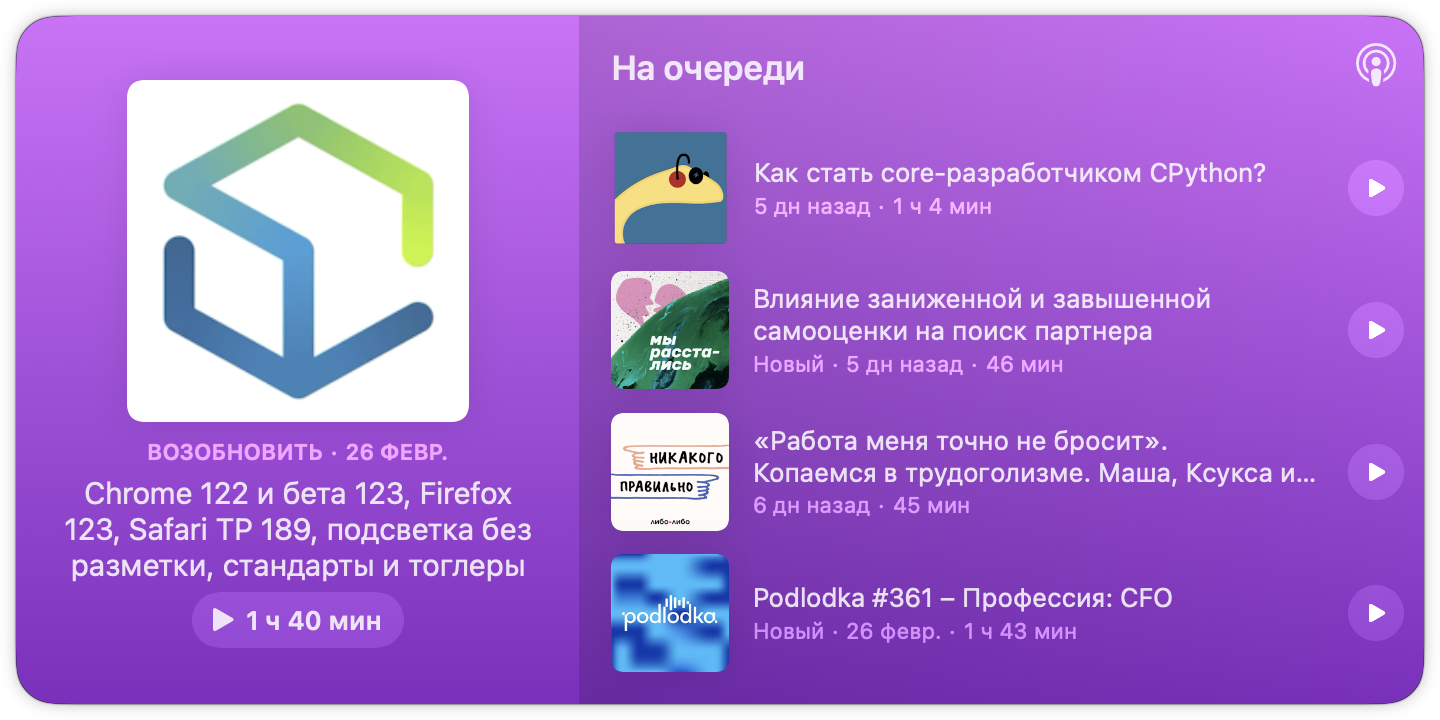 ВОЗОБНОВИТЬ · 26 ФЕВР.
Chrome 122 и бета 123, Firefox
123, Safari TP 189, подсветка без
разметки, стандарты и тоглеры
1 ч 40 мин
На очереди
Как стать core-разработчиком CPython?
5 дн назад · 1 ч 4 мин
мы
расста-
лись
Влияние заниженной и завышенной
самооценки на поиск партнера
Новый · 5 дн назад · 46 мин
НИКАКОГО
ПРАВИЛЬНО
либо-либо
«Работа меня точно не бросит».
Копаемся в трудоголизме. Маша, Ксукса и...
6 дн назад · 45 мин
podlodka
Podlodka #361 – Профессия: CFO
Новый · 26 февр. · 1 ч 43 мин